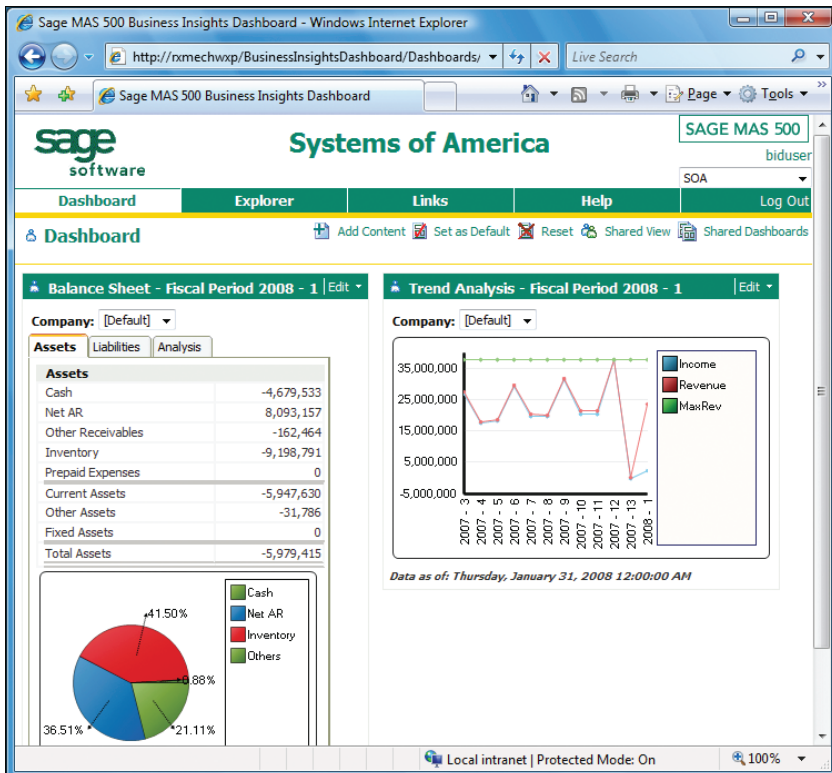 Sage MAS 500 Business Insights Dashboard - Windows Internet Explorer
http://rxmechwxp/BusinessInsightsDashboard/Dashboards/
Live Search
Sage MAS 500 Business Insights Dashboard
Page
Tools
sage
software
Systems of America
SAGE MAS 500
biduser
SOA
Dashboard Explorer Links Help Log Out
Dashboard
Add Content Set as Default Reset Shared View Shared Dashboards
Balance Sheet - Fiscal Period 2008 - 1 Edit
Company: [Default]
Assets Liabilities Analysis
Assets
Cash -4,679,533
Net AR 8,093,157
Other Receivables -162,464
Inventory -9,198,791
Prepaid Expenses 0
Current Assets -5,947,630
Other Assets -31,786
Fixed Assets 0
Total Assets -5,979,415
41.50%
0.88%
36.51%
21.11%
Cash
Net AR
Inventory
Others
Trend Analysis - Fiscal Period 2008 - 1 Edit
Company: [Default]
35,000,000
25,000,000
15,000,000
5,000,000
-5,000,000
2007 - 3
2007 - 4
2007 - 5
2007 - 6
2007 - 7
2007 - 8
2007 - 9
2007 - 10
2007 - 11
2007 - 12
2007 - 13
2008 - 1
Income
Revenue
MaxRev
Data as of: Thursday, January 31, 2008 12:00:00 AM
Local intranet | Protected Mode: On
100%